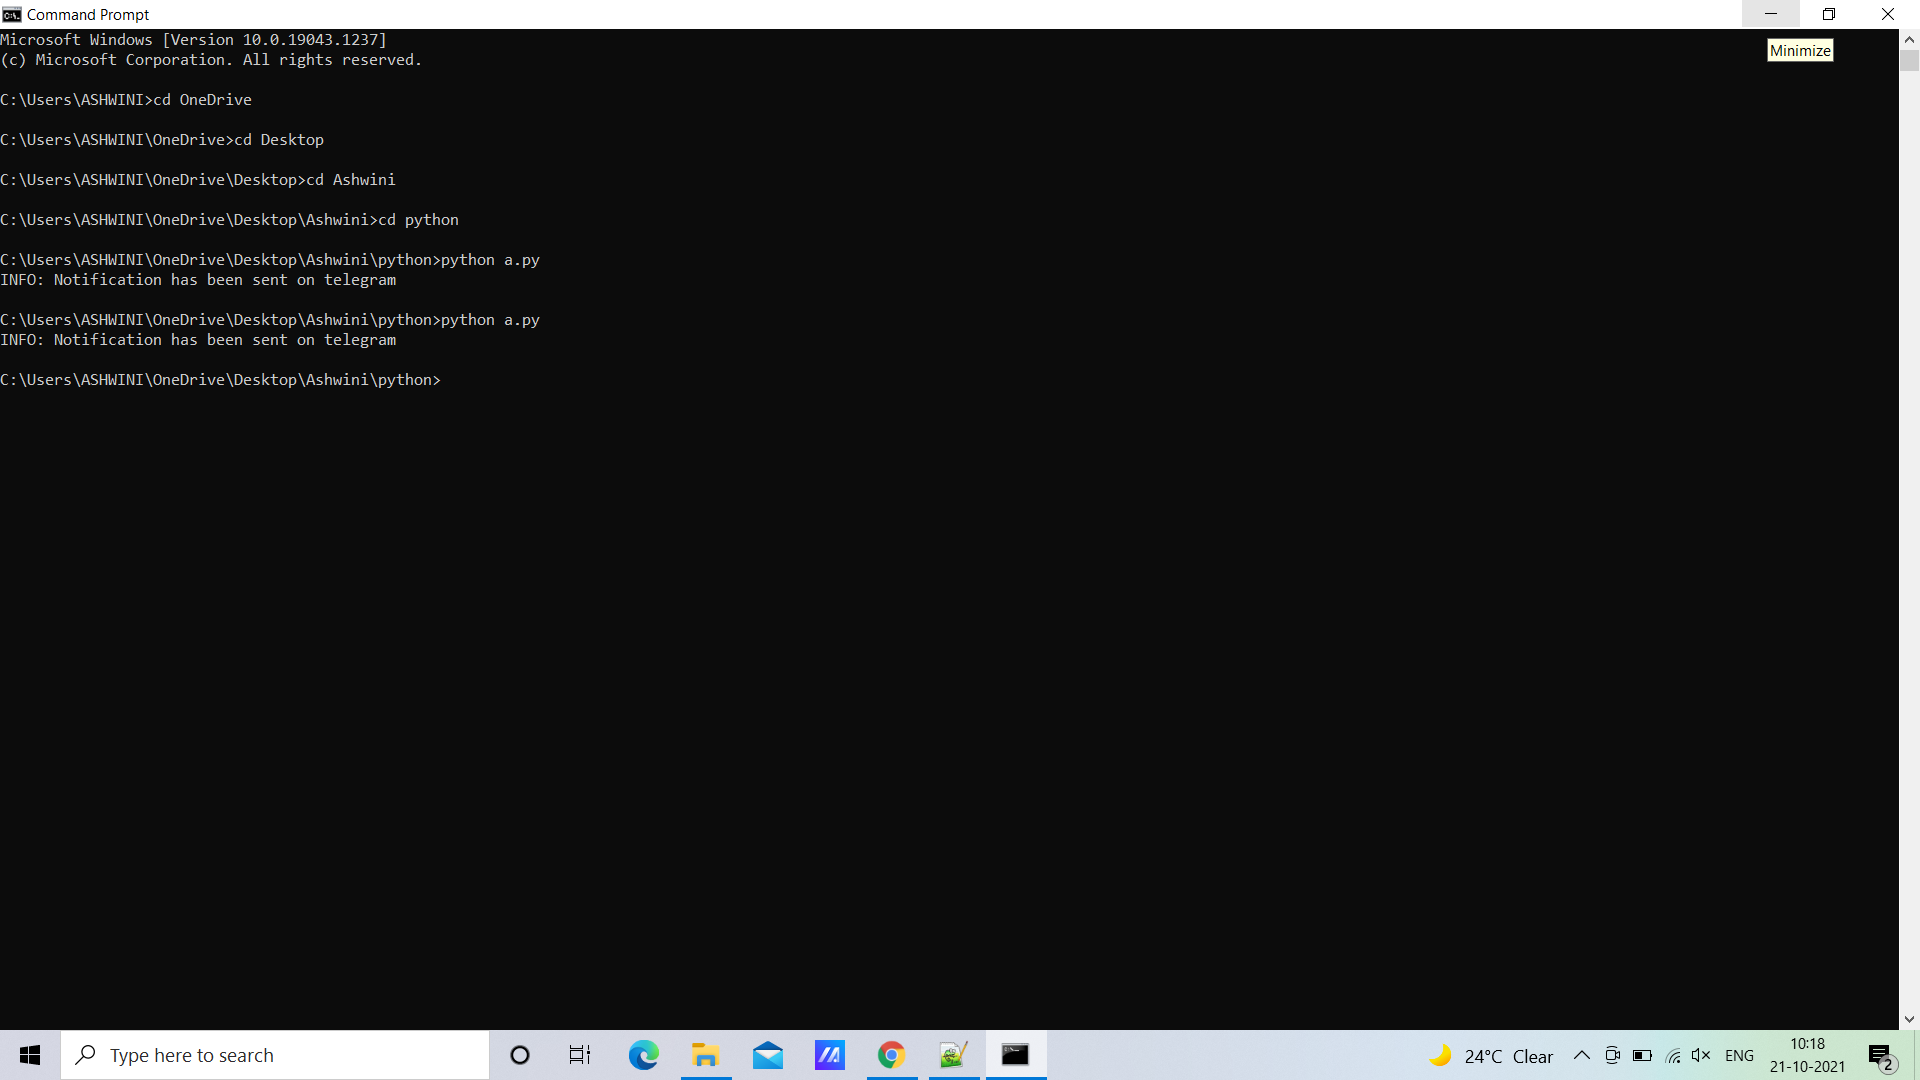 Command Prompt
Minimize
Microsoft Windows [Version 10.0.19043.1237]
(c) Microsoft Corporation. All rights reserved.
C:\Users\ASHWINI>cd OneDrive
C:\Users\ASHWINI\OneDrive>cd Desktop
C:\Users\ASHWINI\OneDrive\Desktop>cd Ashwini
C:\Users\ASHWINI\OneDrive\Desktop\Ashwini>cd python
C:\Users\ASHWINI\OneDrive\Desktop\Ashwini\python>python a.py
INFO: Notification has been sent on telegram
C:\Users\ASHWINI\OneDrive\Desktop\Ashwini\python>python a.py
INFO: Notification has been sent on telegram
C:\Users\ASHWINI\OneDrive\Desktop\Ashwini\python>
Type here to search
24°C Clear
ENG
10:18
21-10-2021
2